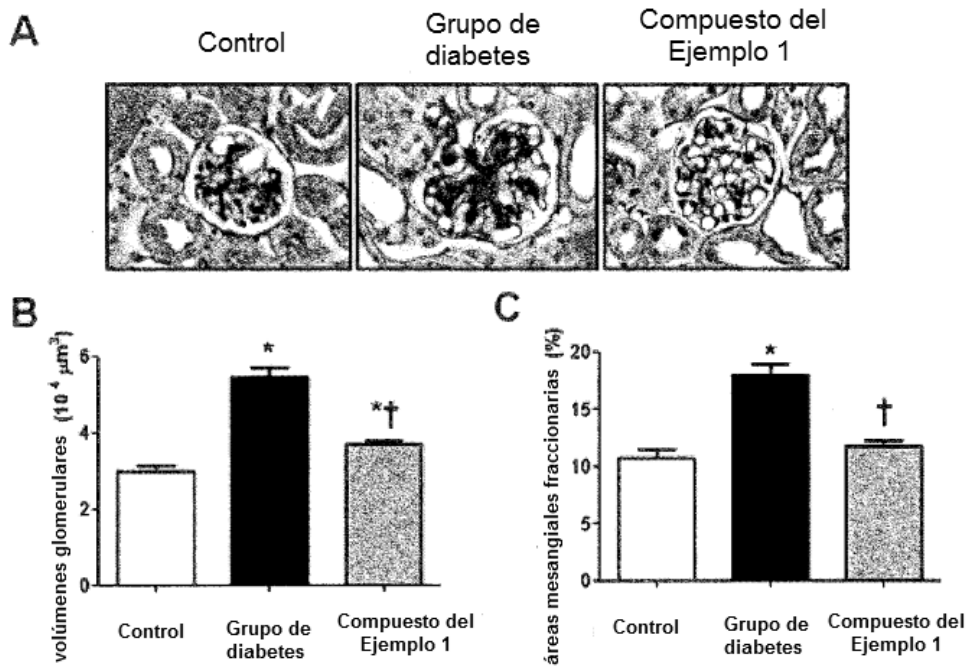 A
Control
Grupo de
diabetes
Compuesto del
Ejemplo 1
B
volúmenes glomerulares (10⁻⁴ μm³)
6
4
2
0
*
*†
Control
Grupo de
diabetes
Compuesto del
Ejemplo 1
C
áreas mesangiales fraccionarias (%)
20
15
10
5
0
*
†
Control
Grupo de
diabetes
Compuesto del
Ejemplo 1